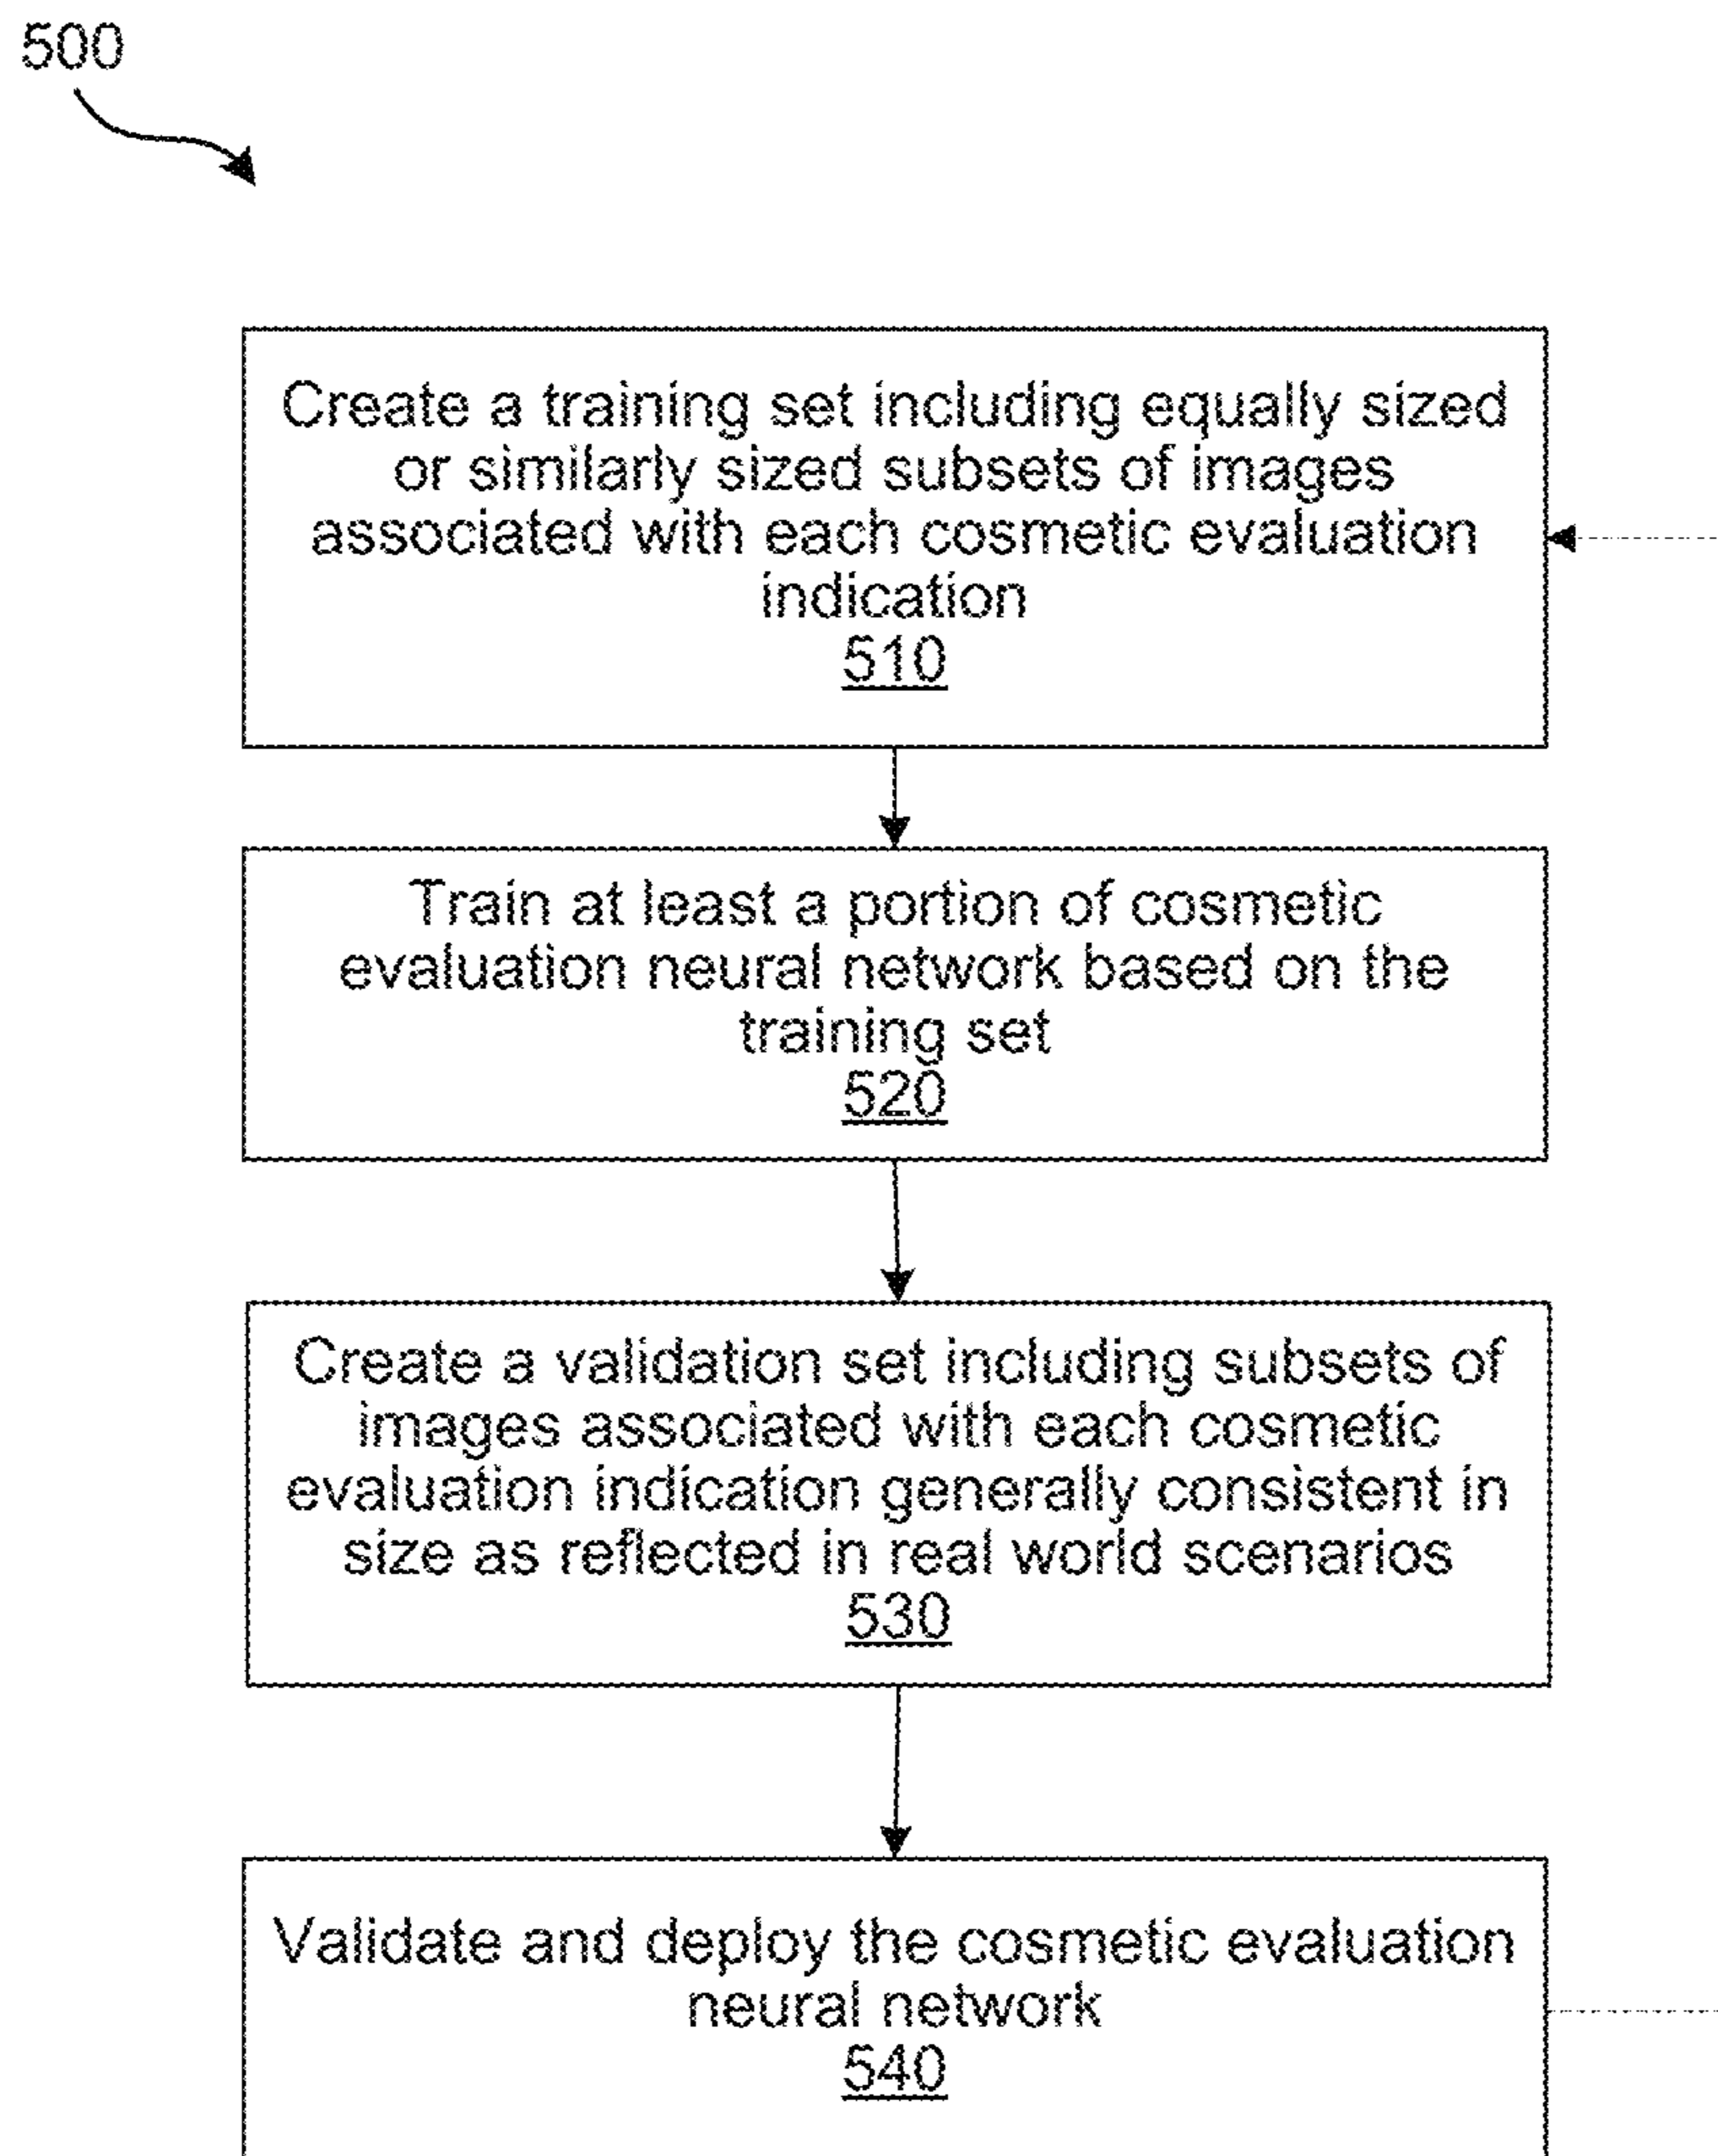 500
Create a training set including equally sized
or similarly sized subsets of images
associated with each cosmetic evaluation
indication
510
Train at least a portion of cosmetic
evaluation neural network based on the
training set
520
Create a validation set including subsets of
images associated with each cosmetic
evaluation indication generally consistent in
size as reflected in real world scenarios
530
Validate and deploy the cosmetic evaluation
neural network
540